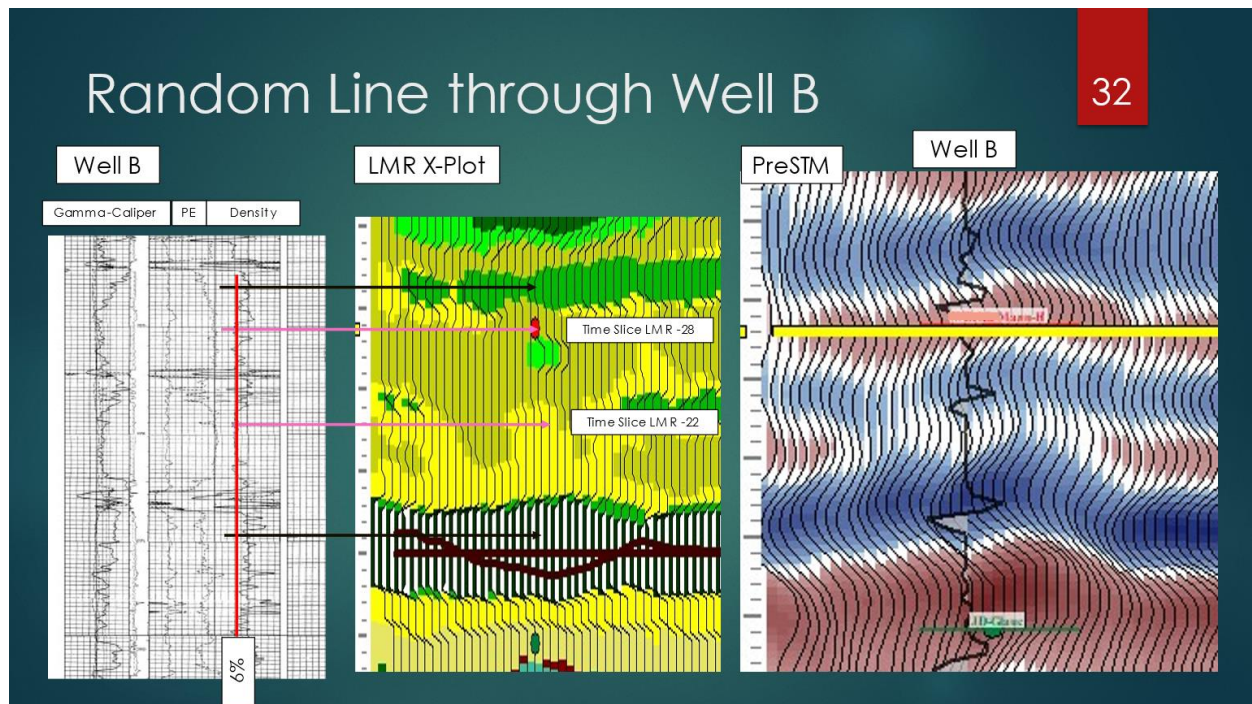 Random Line through Well B
32
Well B
LMR X-Plot
PreSTM
Well B
Gamma-Caliper
PE
Density
Time Slice LMR -28
Time Slice LMR -22
6%